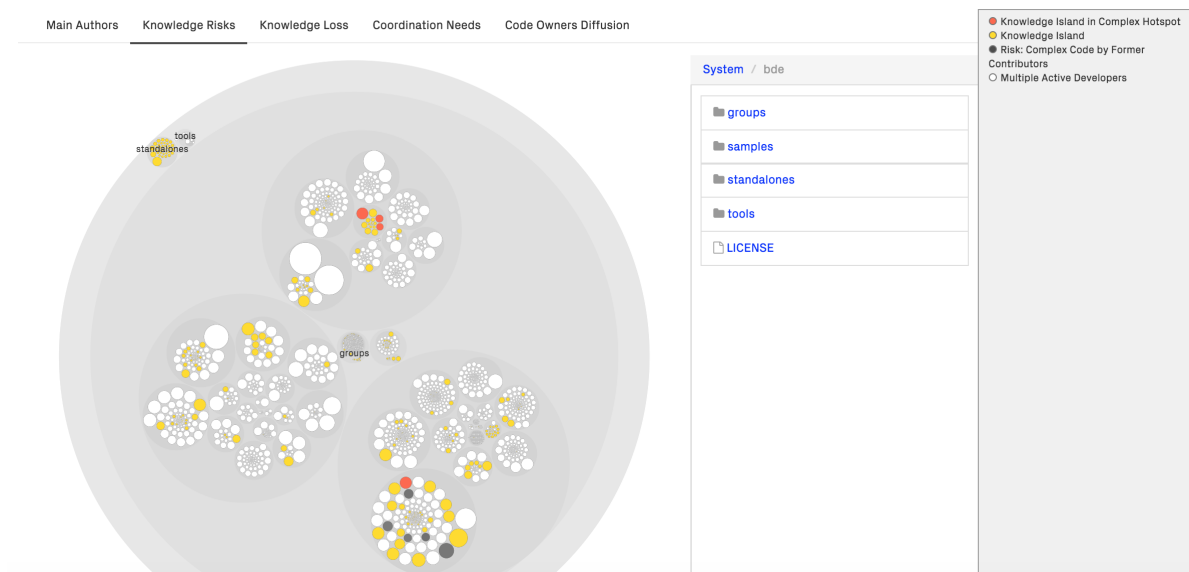 Main Authors Knowledge Risks Knowledge Loss Coordination Needs Code Owners Diffusion
Knowledge Island in Complex Hotspot
Knowledge Island
Risk: Complex Code by Former
Contributors
Multiple Active Developers
System / bde
groups
samples
standalones
tools
LICENSE
tools
standalones
groups